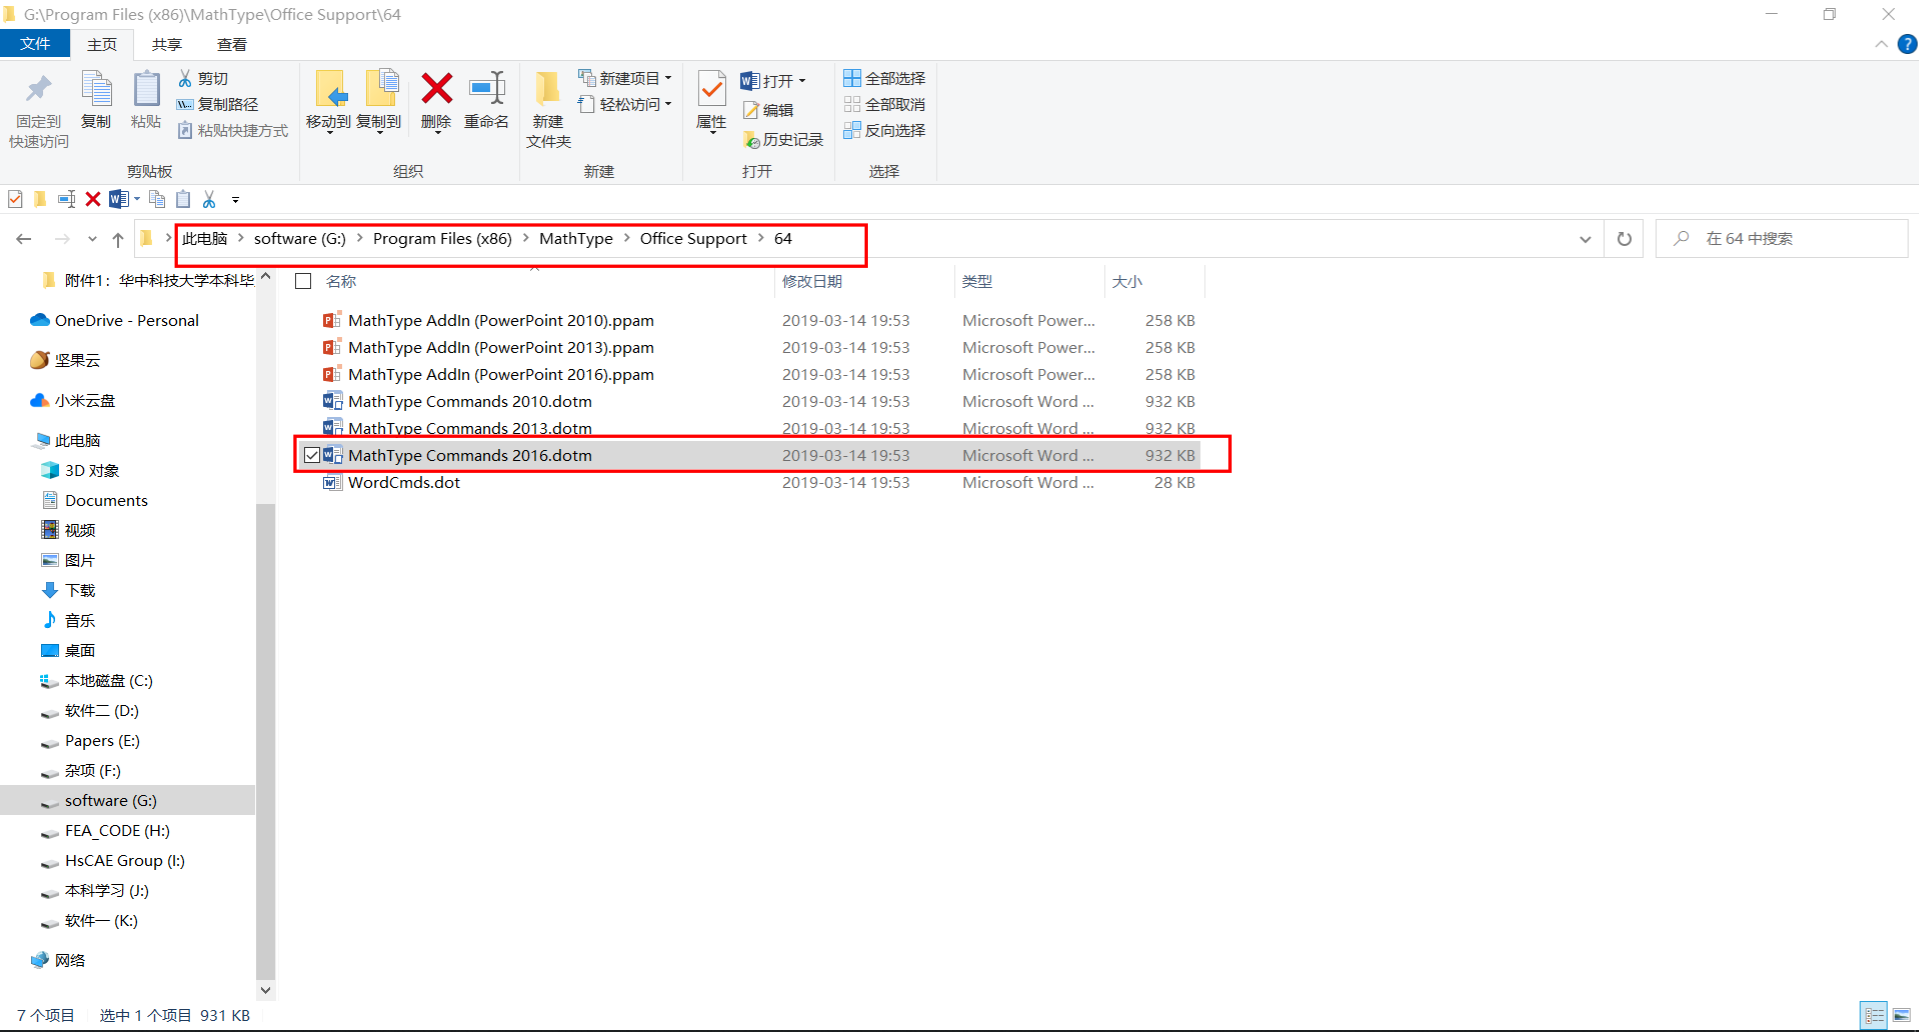 G:\Program Files (x86)\MathType\Office Support\64
文件 主页 共享 查看
固定到
快速访问
复制
粘贴
剪切
复制路径
粘贴快捷方式
剪贴板
移动到
复制到
删除
重命名
组织
新建
文件夹
新建项目
轻松访问
新建
属性
打开
编辑
历史记录
打开
全部选择
全部取消
反向选择
选择
此电脑 > software (G:) > Program Files (x86) > MathType > Office Support > 64
在 64 中搜索
附件1：华中科技大学本科毕
OneDrive - Personal
坚果云
小米云盘
此电脑
3D 对象
Documents
视频
图片
下载
音乐
桌面
本地磁盘 (C:)
软件二 (D:)
Papers (E:)
杂项 (F:)
software (G:)
FEA_CODE (H:)
HsCAE Group (I:)
本科学习 (J:)
软件一 (K:)
网络
名称 修改日期 类型 大小
MathType AddIn (PowerPoint 2010).ppam 2019-03-14 19:53 Microsoft Power... 258 KB
MathType AddIn (PowerPoint 2013).ppam 2019-03-14 19:53 Microsoft Power... 258 KB
MathType AddIn (PowerPoint 2016).ppam 2019-03-14 19:53 Microsoft Power... 258 KB
MathType Commands 2010.dotm 2019-03-14 19:53 Microsoft Word ... 932 KB
MathType Commands 2013.dotm 2019-03-14 19:53 Microsoft Word ... 932 KB
MathType Commands 2016.dotm 2019-03-14 19:53 Microsoft Word ... 932 KB
WordCmds.dot 2019-03-14 19:53 Microsoft Word ... 28 KB
7 个项目 选中 1 个项目 931 KB